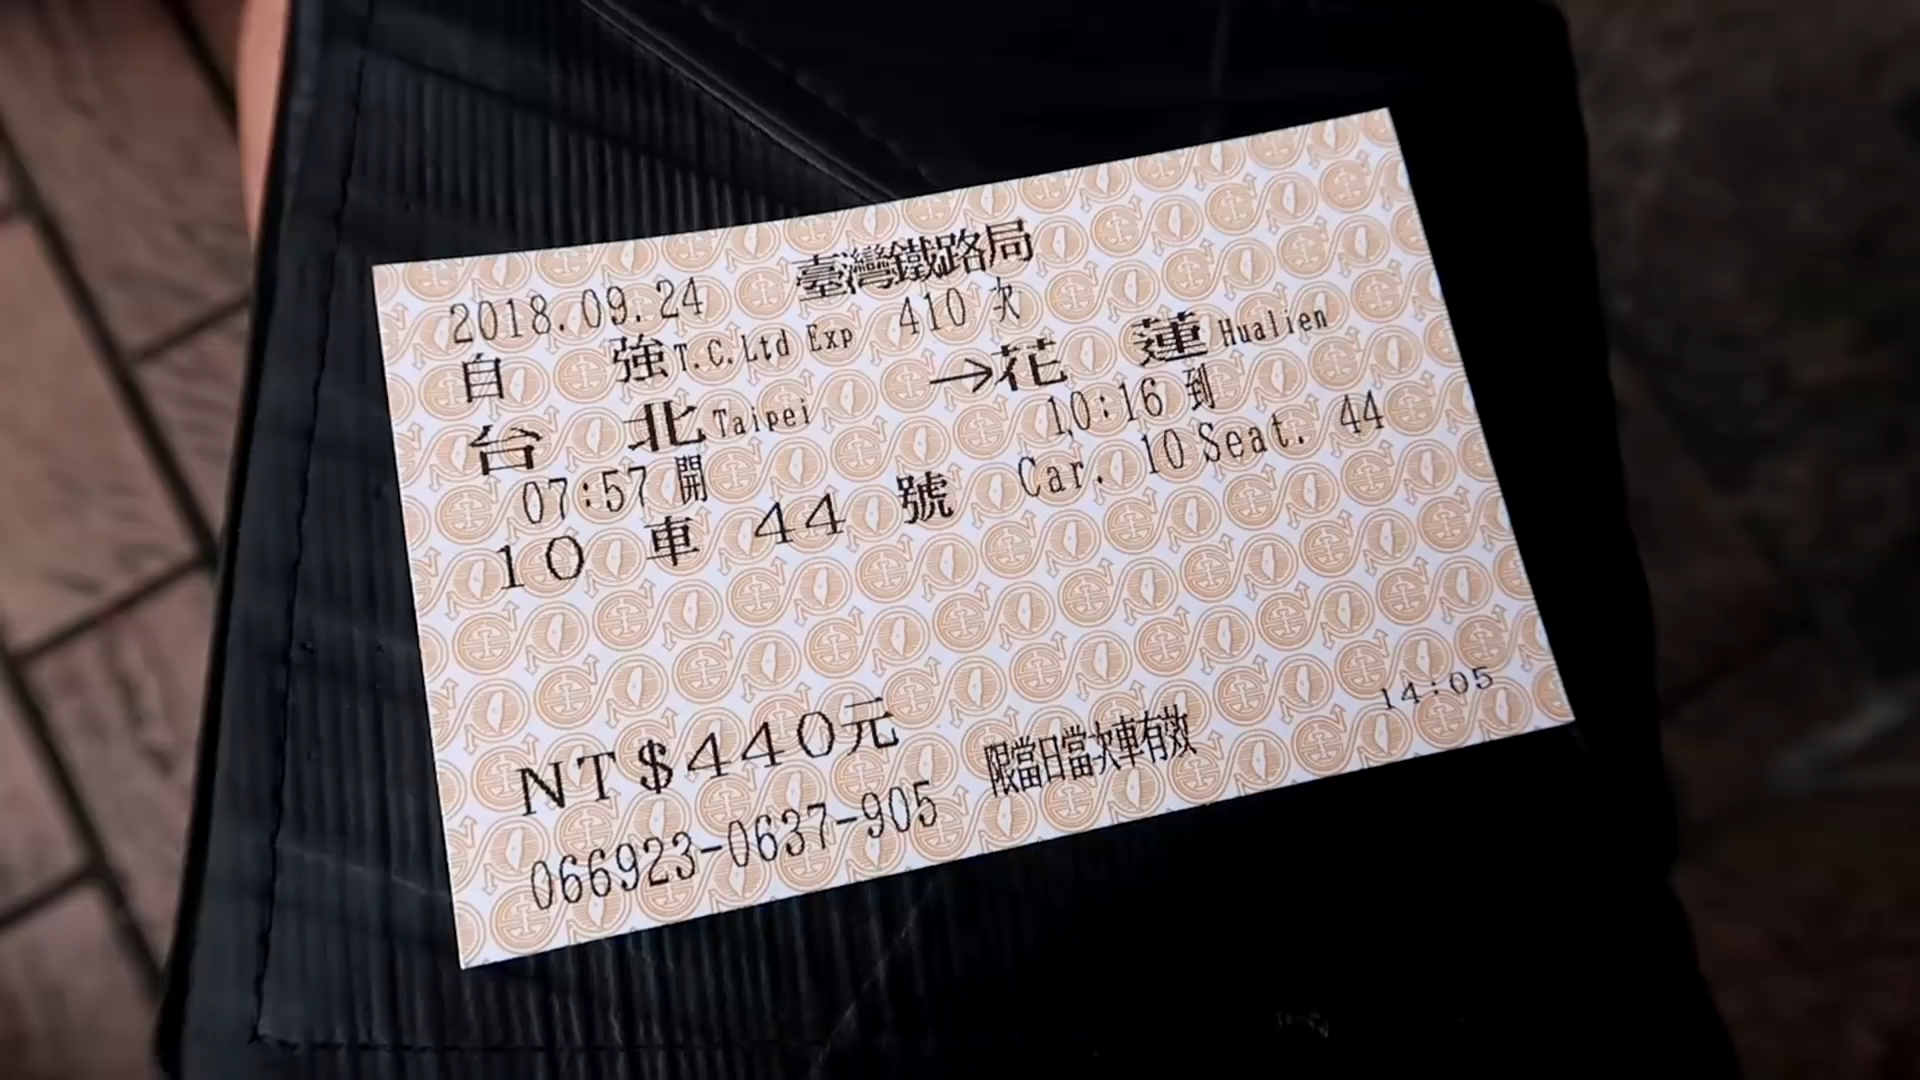 臺灣鐵路局
2018.09.24
自 強 T.C.Ltd Exp 410 次
台 北 Taipei → 花 蓮 Hualien
07:57 開 10:16 到
10 車 44 號 Car. 10 Seat. 44
NT$440元
限當日當次車有效 14:05
066923-0637-905